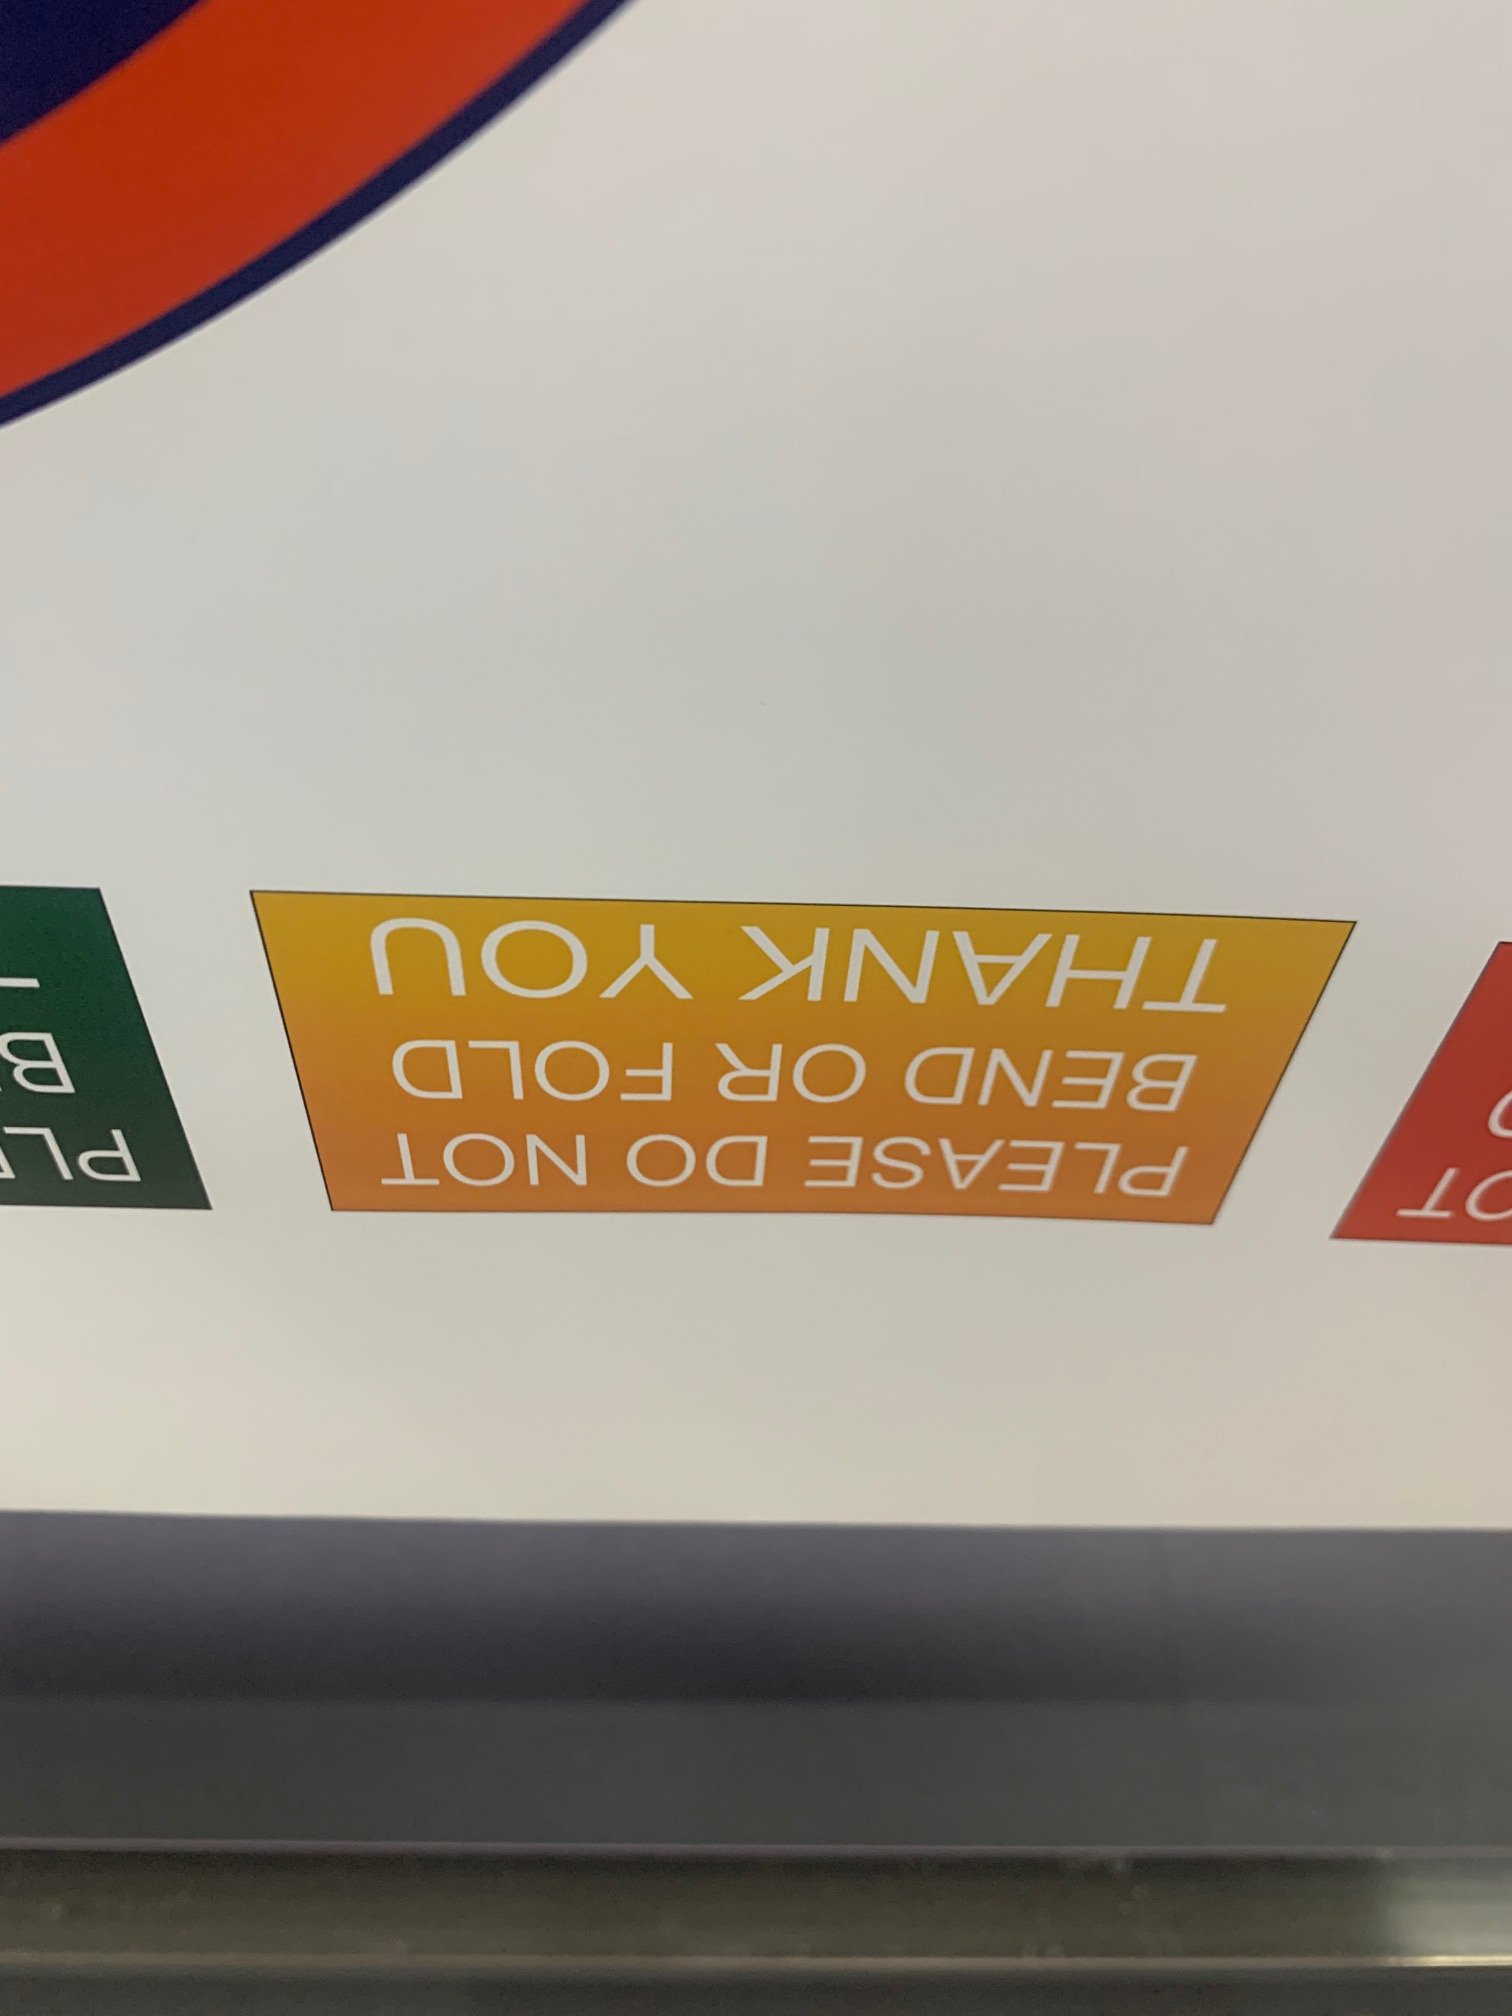 PLEASE DO NOT
BEND OR FOLD
THANK YOU